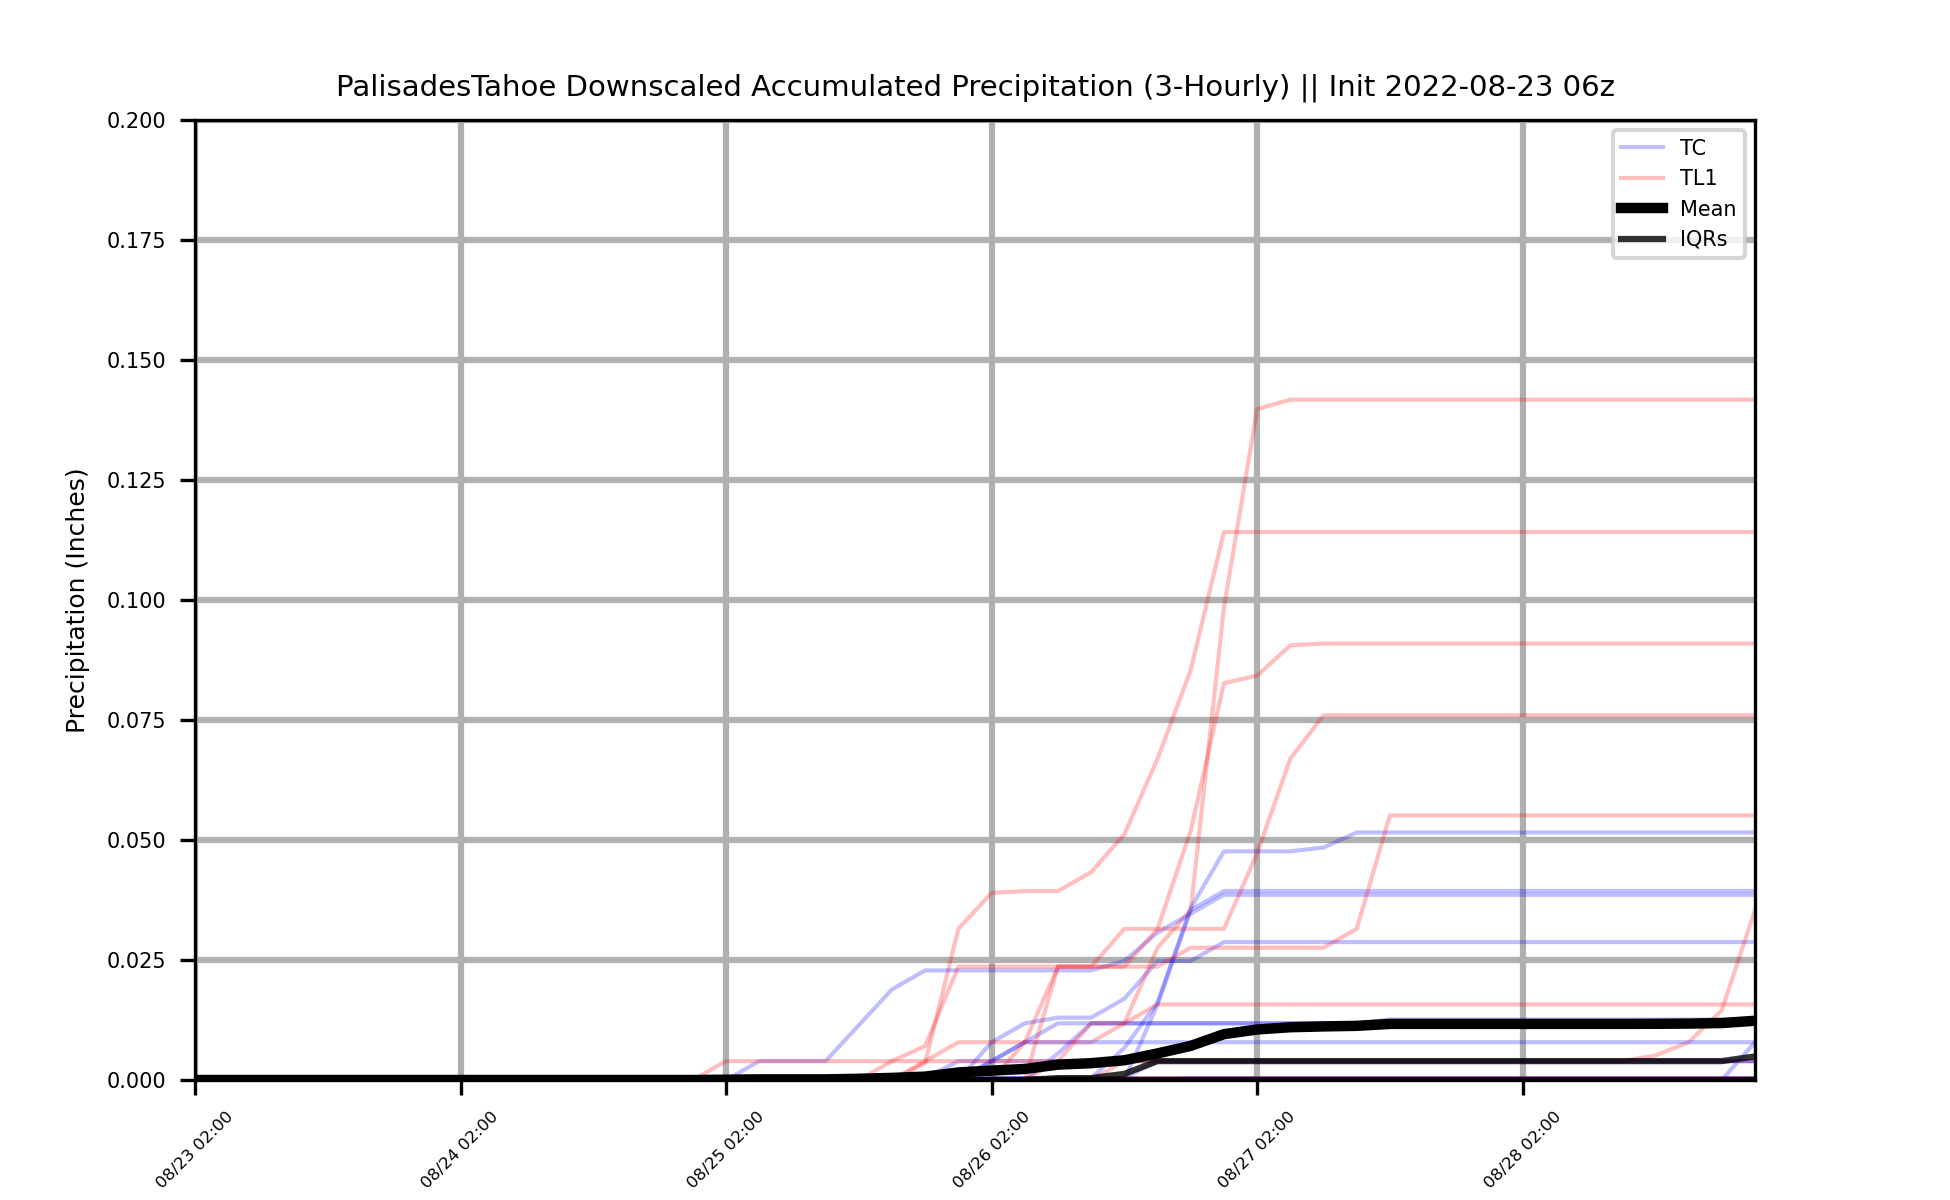 PalisadesTahoe Downscaled Accumulated Precipitation (3-Hourly) || Init 2022-08-23 06z
TC
TL1
Mean
IQRs
Precipitation (Inches)
0.200
0.175
0.150
0.125
0.100
0.075
0.050
0.025
0.000
08/23 02:00
08/24 02:00
08/25 02:00
08/26 02:00
08/27 02:00
08/28 02:00